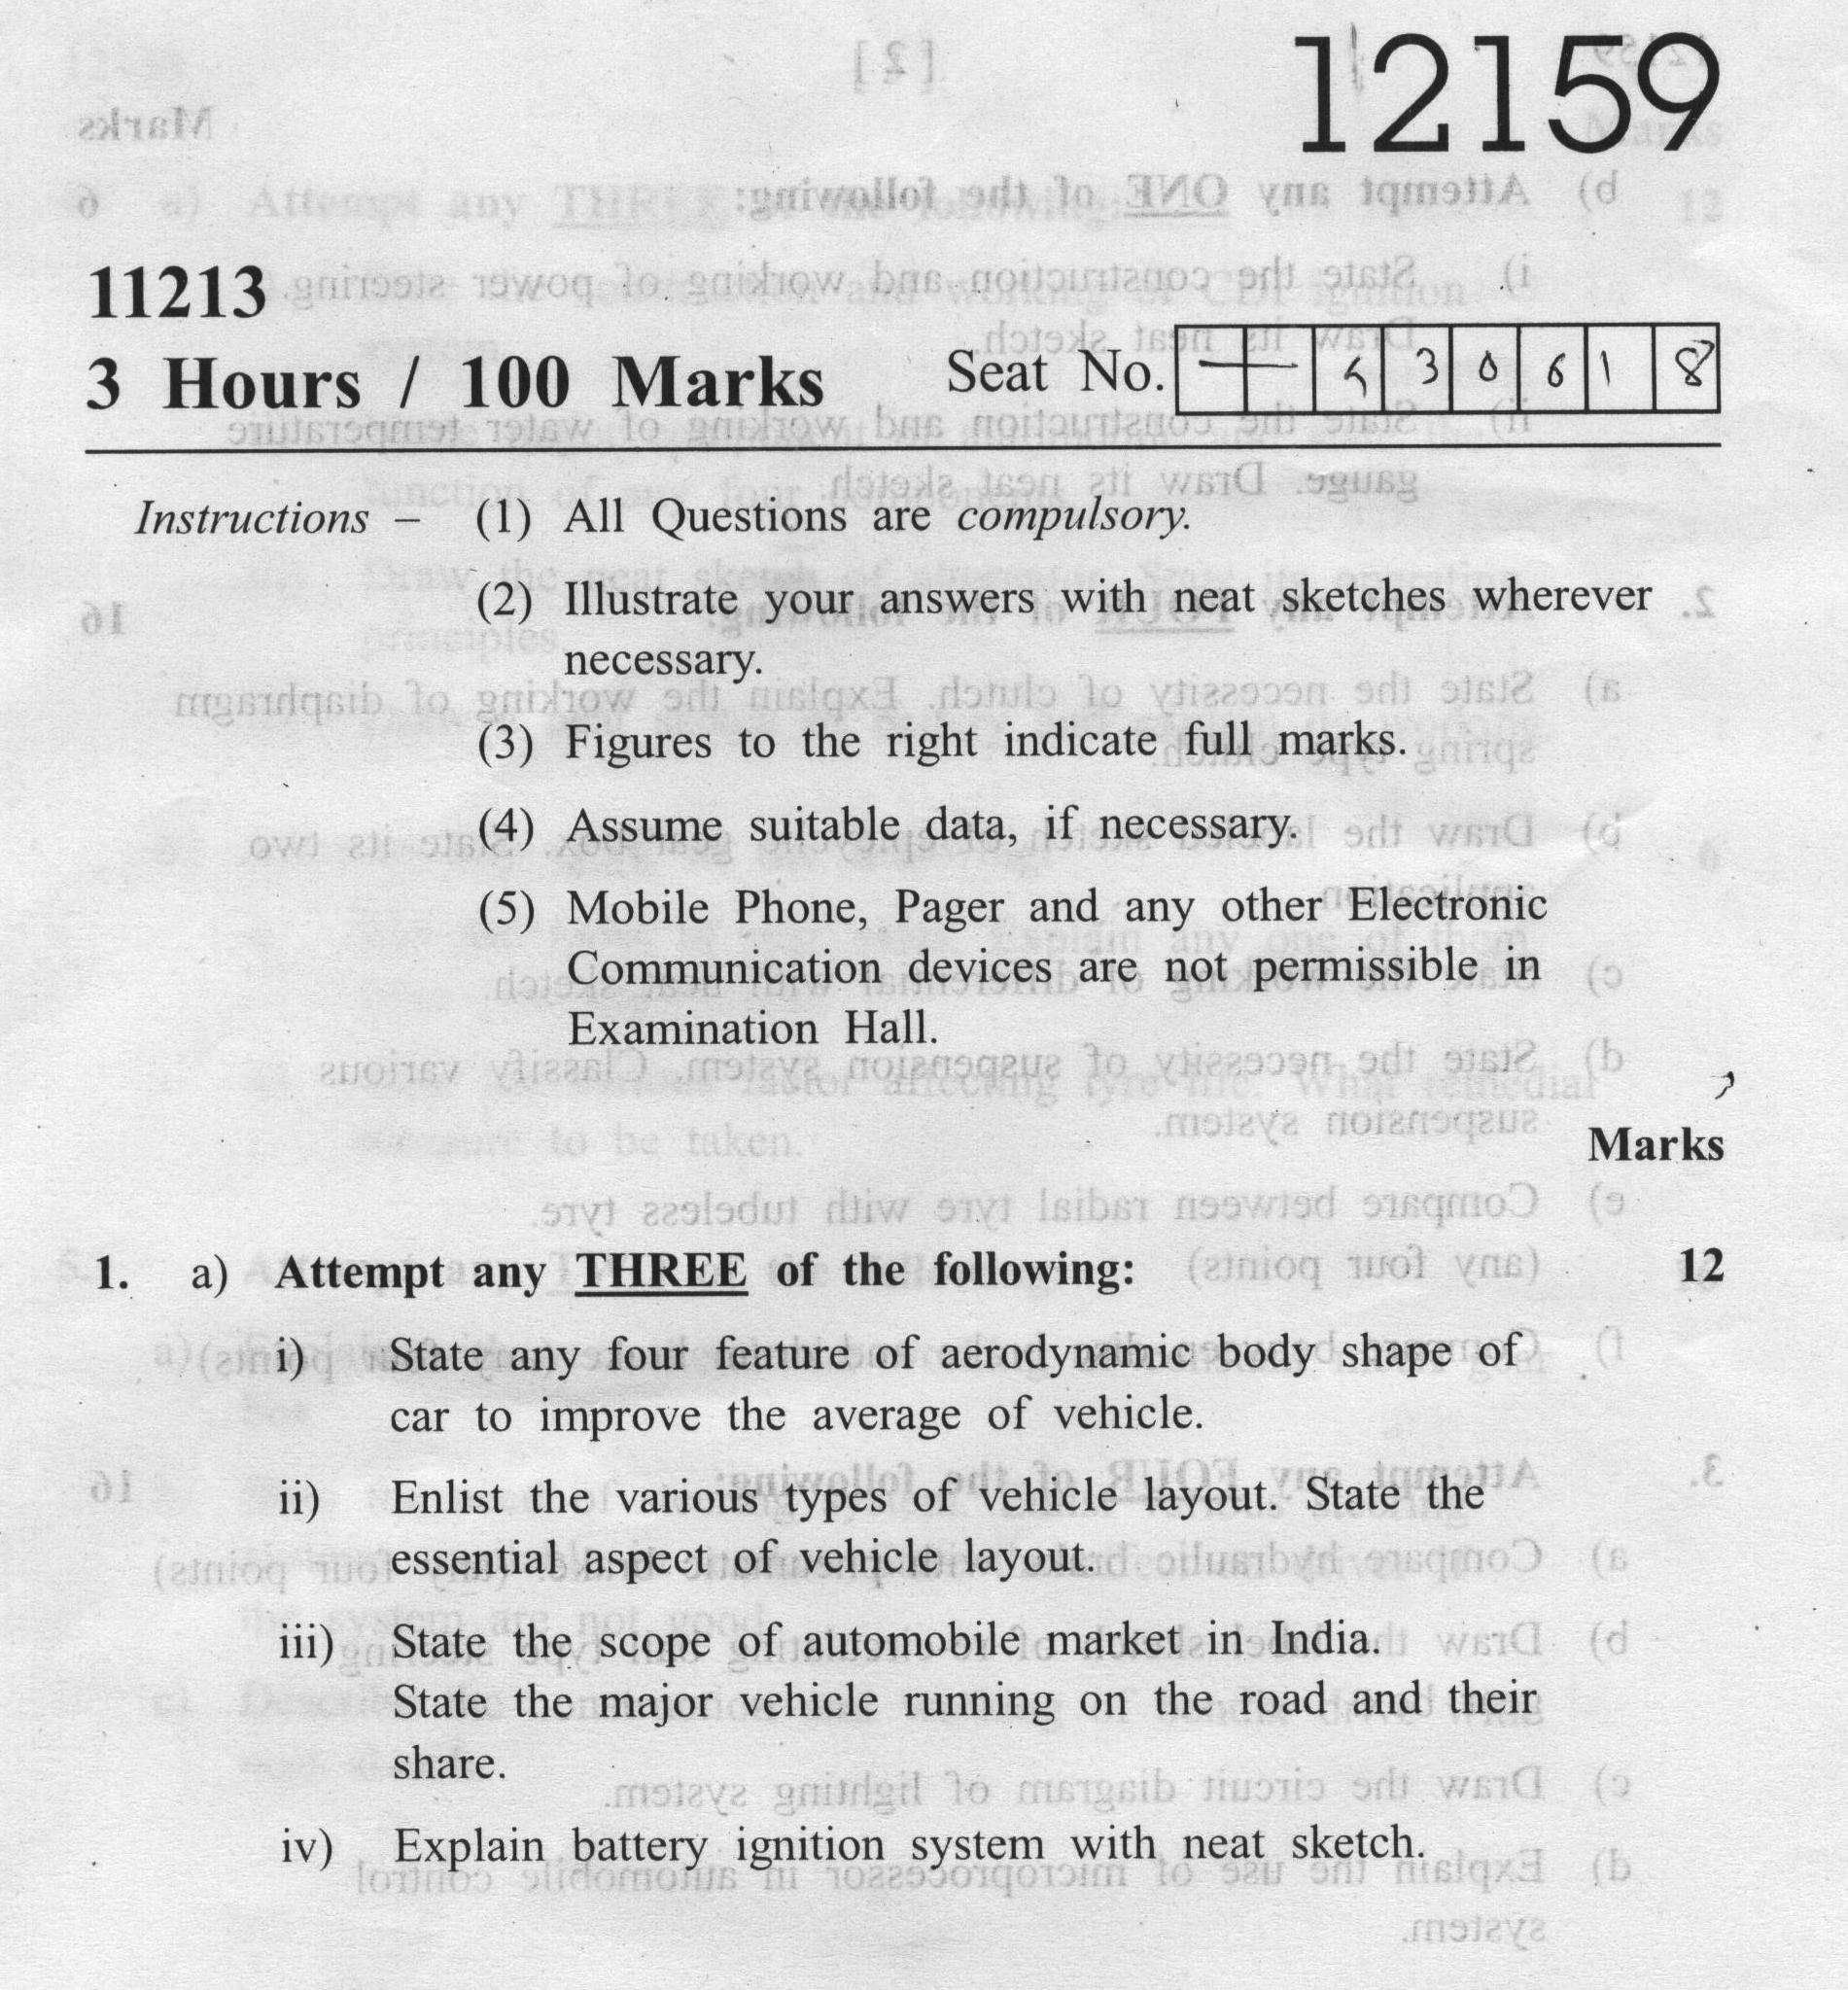 12159
11213
3 Hours / 100 Marks Seat No. 3 0 6 1 8
Instructions – (1) All Questions are compulsory.
(2) Illustrate your answers with neat sketches wherever
necessary.
(3) Figures to the right indicate full marks.
(4) Assume suitable data, if necessary.
(5) Mobile Phone, Pager and any other Electronic
Communication devices are not permissible in
Examination Hall.
Marks
1. a) Attempt any THREE of the following: 12
i) State any four feature of aerodynamic body shape of
car to improve the average of vehicle.
ii) Enlist the various types of vehicle layout. State the
essential aspect of vehicle layout.
iii) State the scope of automobile market in India.
State the major vehicle running on the road and their
share.
iv) Explain battery ignition system with neat sketch.